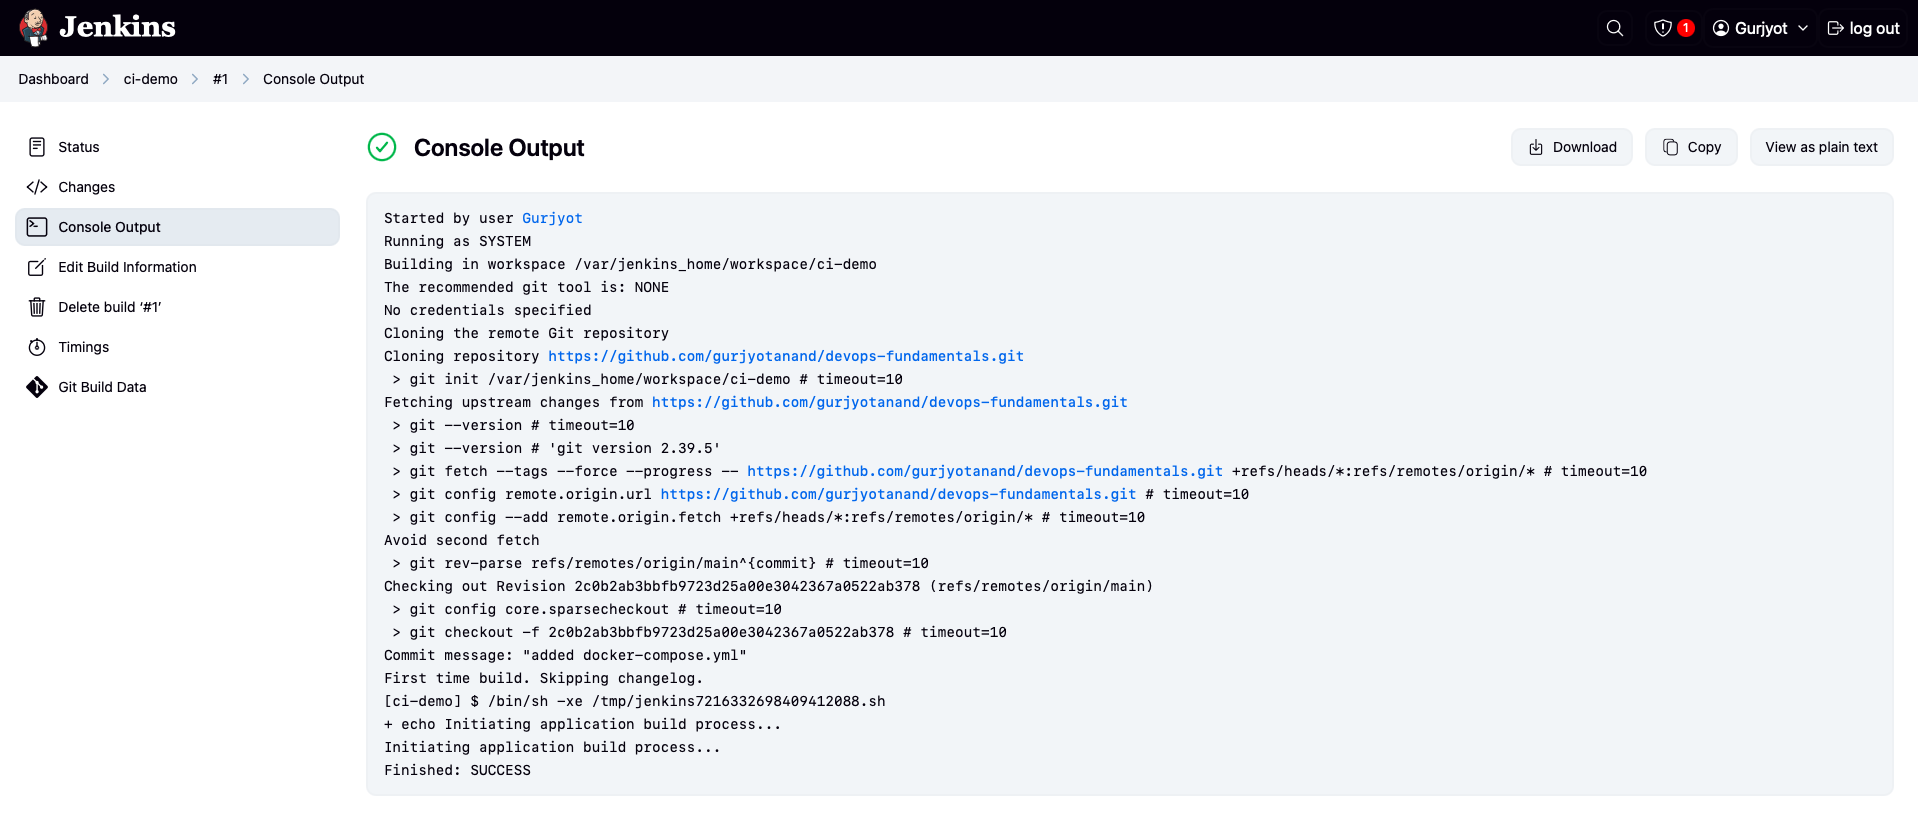 Jenkins
1
Gurjyot
log out
Dashboard
ci-demo
#1
Console Output
Status
Changes
Console Output
Edit Build Information
Delete build ‘#1’
Timings
Git Build Data
Console Output
Download
Copy
View as plain text
Started by user Gurjyot
Running as SYSTEM
Building in workspace /var/jenkins_home/workspace/ci-demo
The recommended git tool is: NONE
No credentials specified
Cloning the remote Git repository
Cloning repository https://github.com/gurjyotanand/devops-fundamentals.git
 > git init /var/jenkins_home/workspace/ci-demo # timeout=10
Fetching upstream changes from https://github.com/gurjyotanand/devops-fundamentals.git
 > git --version # timeout=10
 > git --version # 'git version 2.39.5'
 > git fetch --tags --force --progress -- https://github.com/gurjyotanand/devops-fundamentals.git +refs/heads/*:refs/remotes/origin/* # timeout=10
 > git config remote.origin.url https://github.com/gurjyotanand/devops-fundamentals.git # timeout=10
 > git config --add remote.origin.fetch +refs/heads/*:refs/remotes/origin/* # timeout=10
Avoid second fetch
 > git rev-parse refs/remotes/origin/main^{commit} # timeout=10
Checking out Revision 2c0b2ab3bbfb9723d25a00e3042367a0522ab378 (refs/remotes/origin/main)
 > git config core.sparsecheckout # timeout=10
 > git checkout -f 2c0b2ab3bbfb9723d25a00e3042367a0522ab378 # timeout=10
Commit message: "added docker-compose.yml"
First time build. Skipping changelog.
[ci-demo] $ /bin/sh -xe /tmp/jenkins7216332698409412088.sh
+ echo Initiating application build process...
Initiating application build process...
Finished: SUCCESS